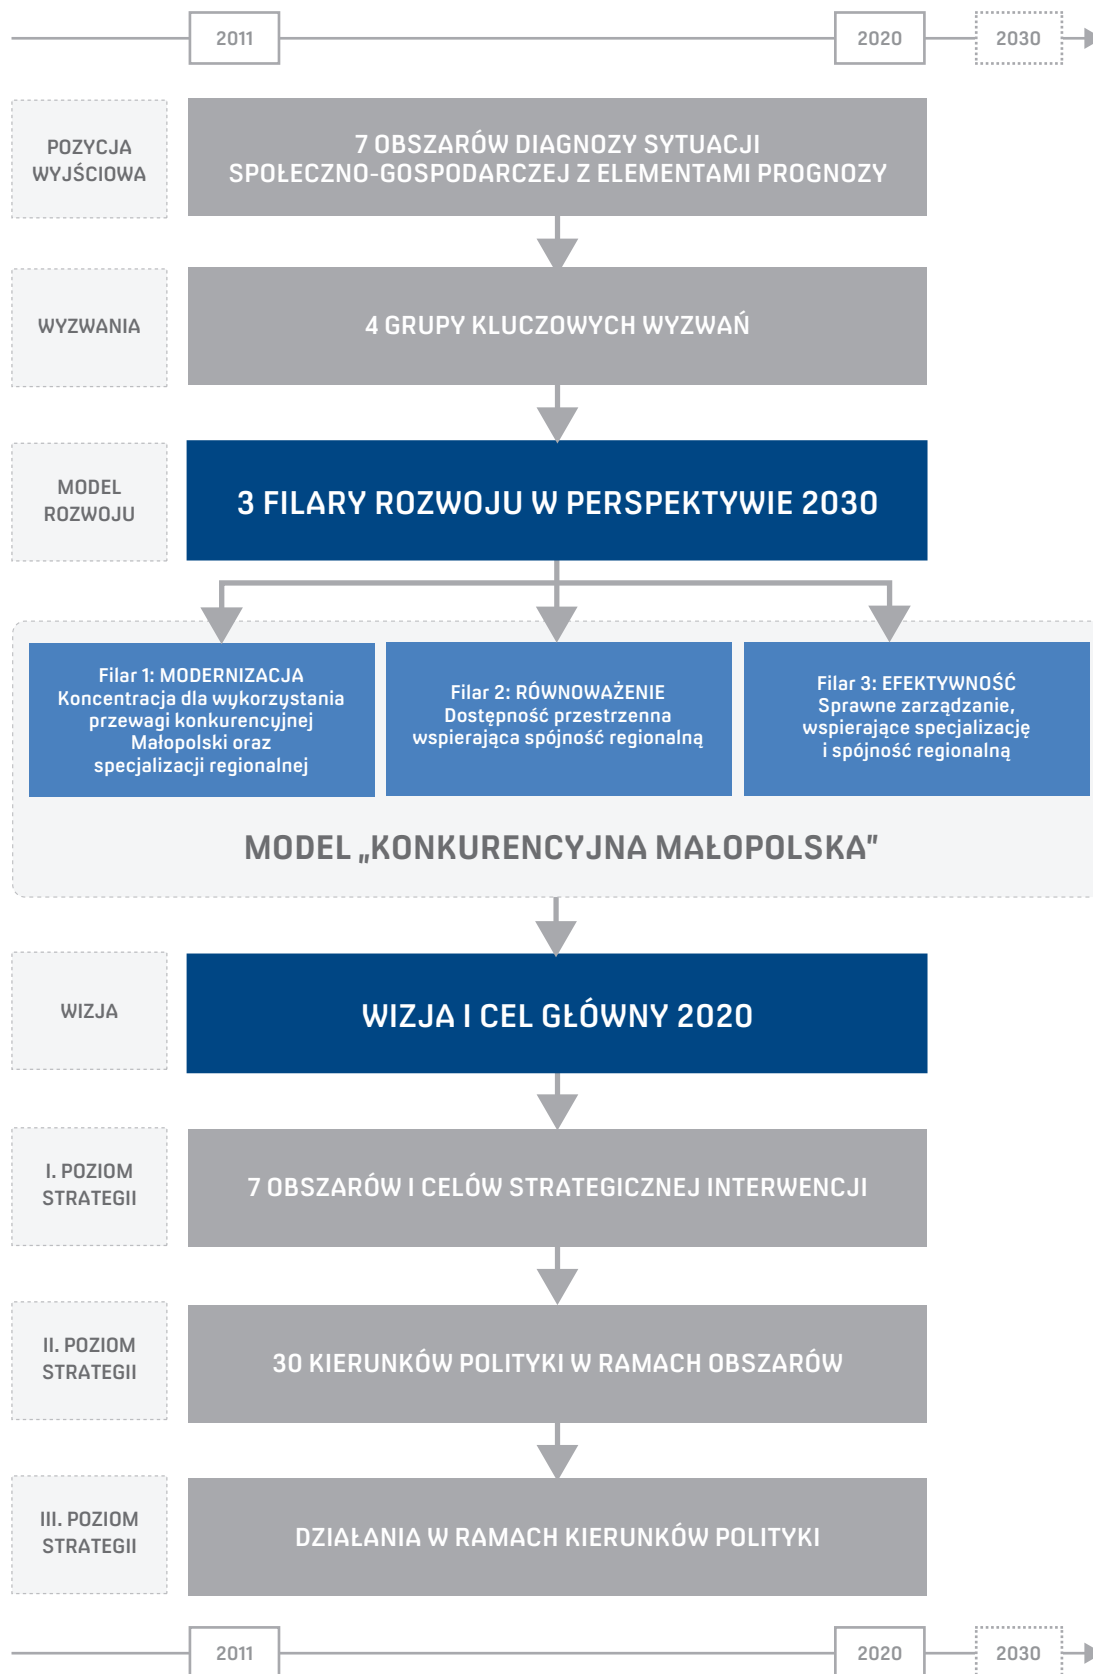 2011
2020
2030
POZYCJA
WYJŚCIOWA
7 OBSZARÓW DIAGNOZY SYTUACJI
SPOŁECZNO-GOSPODARCZEJ Z ELEMENTAMI PROGNOZY
WYZWANIA
4 GRUPY KLUCZOWYCH WYZWAŃ
MODEL
ROZWOJU
3 FILARY ROZWOJU W PERSPEKTYWIE 2030
Filar 1: MODERNIZACJA
Koncentracja dla wykorzystania
przewagi konkurencyjnej
Małopolski oraz
specjalizacji regionalnej
Filar 2: RÓWNOWAŻENIE
Dostępność przestrzenna
wspierająca spójność regionalną
Filar 3: EFEKTYWNOŚĆ
Sprawne zarządzanie,
wspierające specjalizację
i spójność regionalną
MODEL „KONKURENCYJNA MAŁOPOLSKA”
WIZJA
WIZJA I CEL GŁÓWNY 2020
I. POZIOM
STRATEGII
7 OBSZARÓW I CELÓW STRATEGICZNEJ INTERWENCJI
II. POZIOM
STRATEGII
30 KIERUNKÓW POLITYKI W RAMACH OBSZARÓW
III. POZIOM
STRATEGII
DZIAŁANIA W RAMACH KIERUNKÓW POLITYKI
2011
2020
2030